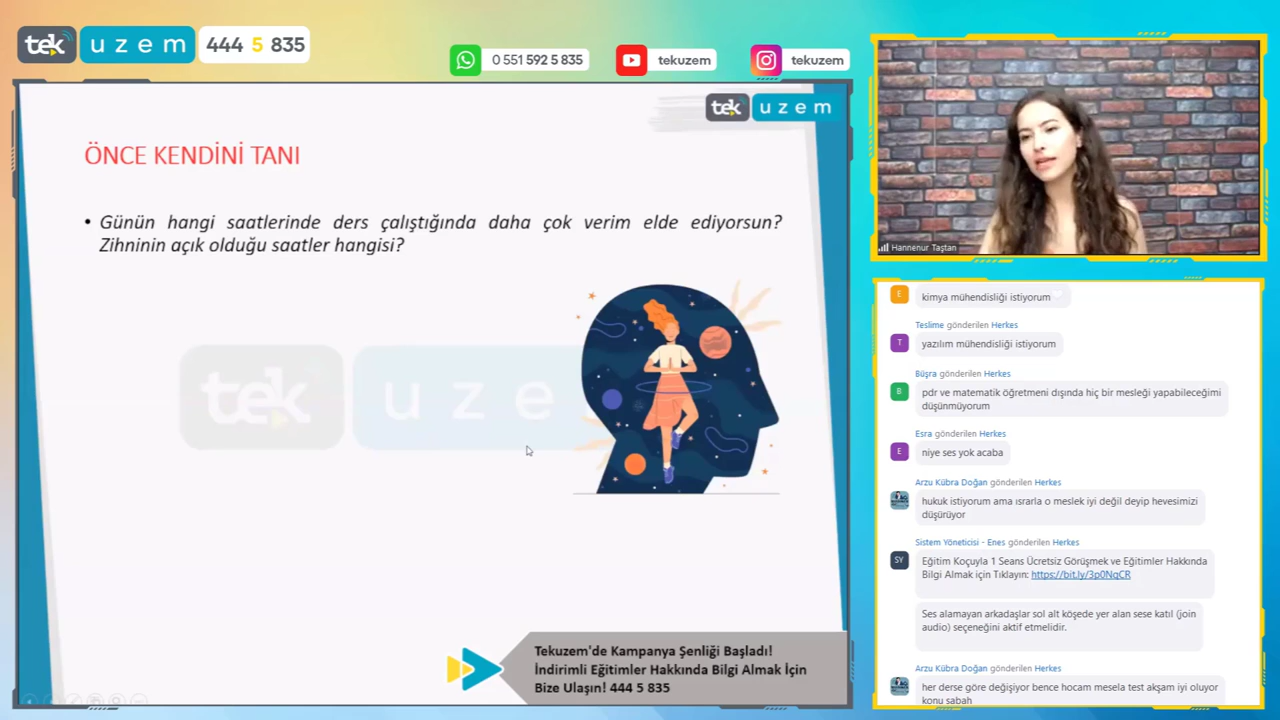 tek uzem 444 5 835
0 551 592 5 835
tekuzem
tekuzem
tek uzem
ÖNCE KENDİNİ TANI
• Günün hangi saatlerinde ders çalıştığında daha çok verim elde ediyorsun?
Zihninin açık olduğu saatler hangisi?
tek uze
Tekuzem'de Kampanya Şenliği Başladı!
İndirimli Eğitimler Hakkında Bilgi Almak İçin
Bize Ulaşın! 444 5 835
Hannenur Taştan
E
kimya mühendisliği istiyorum
Teslime gönderilen Herkes
T
yazılım mühendisliği istiyorum
Büşra gönderilen Herkes
B
pdr ve matematik öğretmeni dışında hiç bir mesleği yapabileceğimi
düşünmüyorum
Esra gönderilen Herkes
E
niye ses yok acaba
Arzu Kübra Doğan gönderilen Herkes
hukuk istiyorum ama ısrarla o meslek iyi değil deyip hevesimizi
düşürüyor
Sistem Yöneticisi - Enes gönderilen Herkes
SY
Eğitim Koçuyla 1 Seans Ücretsiz Görüşmek ve Eğitimler Hakkında
Bilgi Almak için Tıklayın: https://bit.ly/3p0NqCR
Ses alamayan arkadaşlar sol alt köşede yer alan sese katıl (join
audio) seçeneğini aktif etmelidir.
Arzu Kübra Doğan gönderilen Herkes
her derse göre değişiyor bence hocam mesela test akşam iyi oluyor
konu sabah